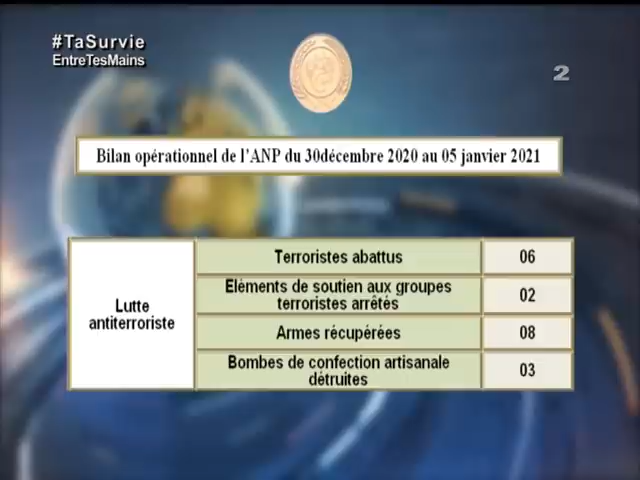 #TaSurvie
EntreTesMains
2
Bilan opérationnel de l'ANP du 30décembre 2020 au 05 janvier 2021
Lutte
antiterroriste
Terroristes abattus
06
Eléments de soutien aux groupes
terroristes arrêtés
02
Armes récupérées
08
Bombes de confection artisanale
détruites
03